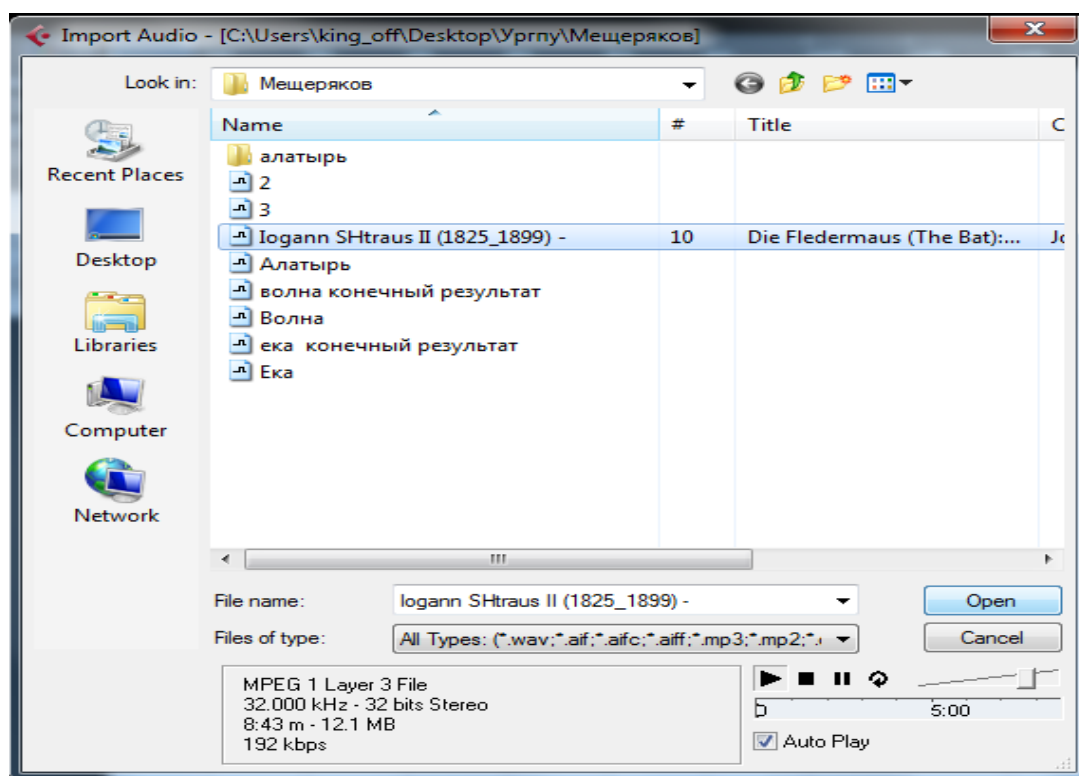 Import Audio - [C:\Users\king_off\Desktop\Ургпу\Мещеряков]
Look in:
Мещеряков
Name # Title C
Recent Places
Desktop
Libraries
Computer
Network
алатырь
2
3
Iogann SHtraus II (1825_1899) - 10 Die Fledermaus (The Bat):... Jc
Алатырь
волна конечный результат
Волна
ека  конечный результат
Ека
File name: Iogann SHtraus II (1825_1899) - Open
Files of type: All Types: (*.wav;*.aif;*.aifc;*.aiff;*.mp3;*.mp2;*. Cancel
MPEG 1 Layer 3 File
32.000 kHz - 32 bits Stereo
8:43 m - 12.1 MB
192 kbps
5:00
Auto Play